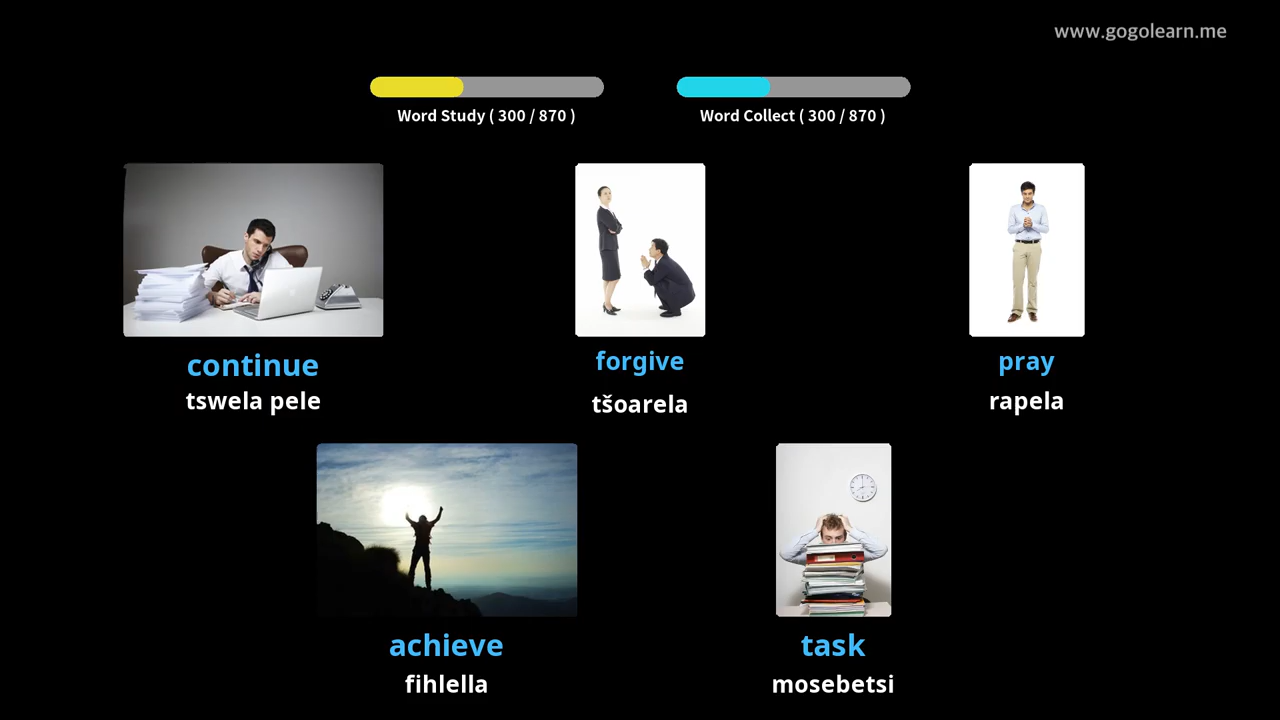 www.gogolearn.me
Word Study ( 300 / 870 )
Word Collect ( 300 / 870 )
continue
tswela pele
forgive
tšoarela
pray
rapela
achieve
fihlella
task
mosebetsi